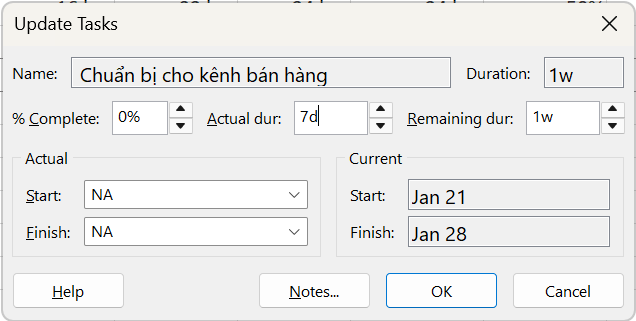 Update Tasks
Name: Chuẩn bị cho kênh bán hàng Duration: 1w
% Complete: 0% Actual dur: 7d Remaining dur: 1w
Actual Current
Start: NA Start: Jan 21
Finish: NA Finish: Jan 28
Help Notes... OK Cancel